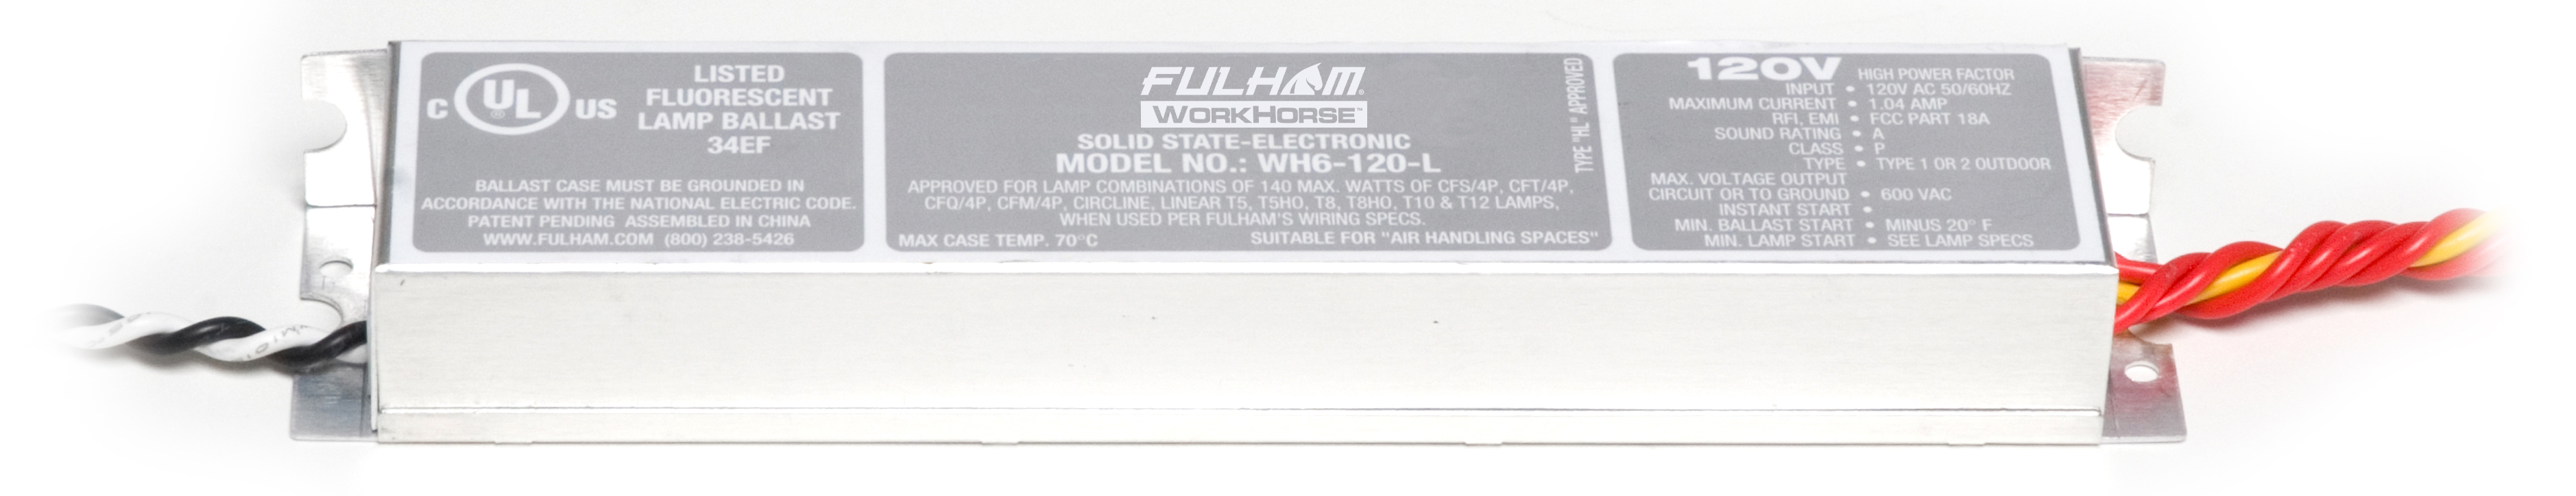 C UL ® US
LISTED
FLUORESCENT
LAMP BALLAST
34EF
BALLAST CASE MUST BE GROUNDED IN
ACCORDANCE WITH THE NATIONAL ELECTRIC CODE.
PATENT PENDING ASSEMBLED IN CHINA
WWW.FULHAM.COM (800) 238-5426
FULHAM®
WORKHORSE™
SOLID STATE-ELECTRONIC
MODEL NO.: WH6-120-L
APPROVED FOR LAMP COMBINATIONS OF 140 MAX. WATTS OF CFS/4P, CFT/4P,
CFQ/4P, CFM/4P, CIRCLINE, LINEAR T5, T5HO, T8, T8HO, T10 & T12 LAMPS,
WHEN USED PER FULHAM'S WIRING SPECS.
MAX CASE TEMP. 70°C SUITABLE FOR "AIR HANDLING SPACES"
TYPE "HL" APPROVED
120V HIGH POWER FACTOR
INPUT • 120V AC 50/60HZ
MAXIMUM CURRENT • 1.04 AMP
RFI, EMI • FCC PART 18A
SOUND RATING • A
CLASS • P
TYPE • TYPE 1 OR 2 OUTDOOR
MAX. VOLTAGE OUTPUT
CIRCUIT OR TO GROUND • 600 VAC
INSTANT START •
MIN. BALLAST START • MINUS 20° F
MIN. LAMP START • SEE LAMP SPECS